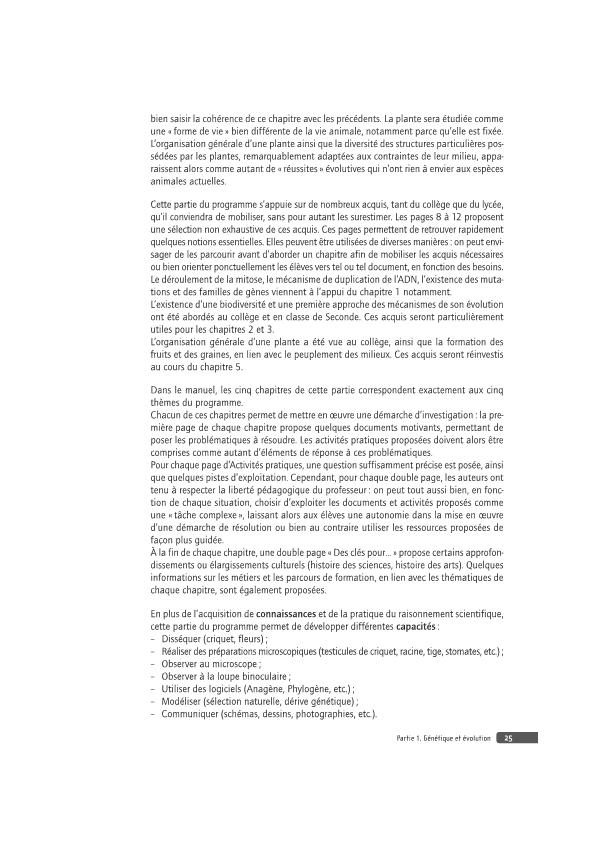 bien saisir la cohérence de ce chapitre avec les précédents. La plante sera étudiée comme
une « forme de vie » bien différente de la vie animale, notamment parce qu'elle est fixée.
L'organisation générale d'une plante ainsi que la diversité des structures particulières pos-
sédées par les plantes, remarquablement adaptées aux contraintes de leur milieu, appa-
raissent alors comme autant de « réussites » évolutives qui n'ont rien à envier aux espèces
animales actuelles.
Cette partie du programme s'appuie sur de nombreux acquis, tant du collège que du lycée,
qu'il conviendra de mobiliser, sans pour autant les surestimer. Les pages 8 à 12 proposent
une sélection non exhaustive de ces acquis. Ces pages permettent de retrouver rapidement
quelques notions essentielles. Elles peuvent être utilisées de diverses manières : on peut envi-
sager de les parcourir avant d'aborder un chapitre afin de mobiliser les acquis nécessaires
ou bien orienter ponctuellement les élèves vers tel ou tel document, en fonction des besoins.
Le déroulement de la mitose, le mécanisme de duplication de l'ADN, l'existence des muta-
tions et des familles de gènes viennent à l'appui du chapitre 1 notamment.
L'existence d'une biodiversité et une première approche des mécanismes de son évolution
ont été abordés au collège et en classe de Seconde. Ces acquis seront particulièrement
utiles pour les chapitres 2 et 3.
L'organisation générale d'une plante a été vue au collège, ainsi que la formation des
fruits et des graines, en lien avec le peuplement des milieux. Ces acquis seront réinvestis
au cours du chapitre 5.
Dans le manuel, les cinq chapitres de cette partie correspondent exactement aux cinq
thèmes du programme.
Chacun de ces chapitres permet de mettre en œuvre une démarche d'investigation : la pre-
mière page de chaque chapitre propose quelques documents motivants, permettant de
poser les problématiques à résoudre. Les activités pratiques proposées doivent alors être
comprises comme autant d'éléments de réponse à ces problématiques.
Pour chaque page d'Activités pratiques, une question suffisamment précise est posée, ainsi
que quelques pistes d'exploitation. Cependant, pour chaque double page, les auteurs ont
tenu à respecter la liberté pédagogique du professeur : on peut tout aussi bien, en fonc-
tion de chaque situation, choisir d'exploiter les documents et activités proposés comme
une « tâche complexe », laissant alors aux élèves une autonomie dans la mise en œuvre
d'une démarche de résolution ou bien au contraire utiliser les ressources proposées de
façon plus guidée.
À la fin de chaque chapitre, une double page « Des clés pour... » propose certains approfon-
dissements ou élargissements culturels (histoire des sciences, histoire des arts). Quelques
informations sur les métiers et les parcours de formation, en lien avec les thématiques de
chaque chapitre, sont également proposées.
En plus de l'acquisition de connaissances et de la pratique du raisonnement scientifique,
cette partie du programme permet de développer différentes capacités :
– Disséquer (criquet, fleurs) ;
– Réaliser des préparations microscopiques (testicules de criquet, racine, tige, stomates, etc.) ;
– Observer au microscope ;
– Observer à la loupe binoculaire ;
– Utiliser des logiciels (Anagène, Phylogène, etc.) ;
– Modéliser (sélection naturelle, dérive génétique) ;
– Communiquer (schémas, dessins, photographies, etc.).
Partie 1. Génétique et évolution 25